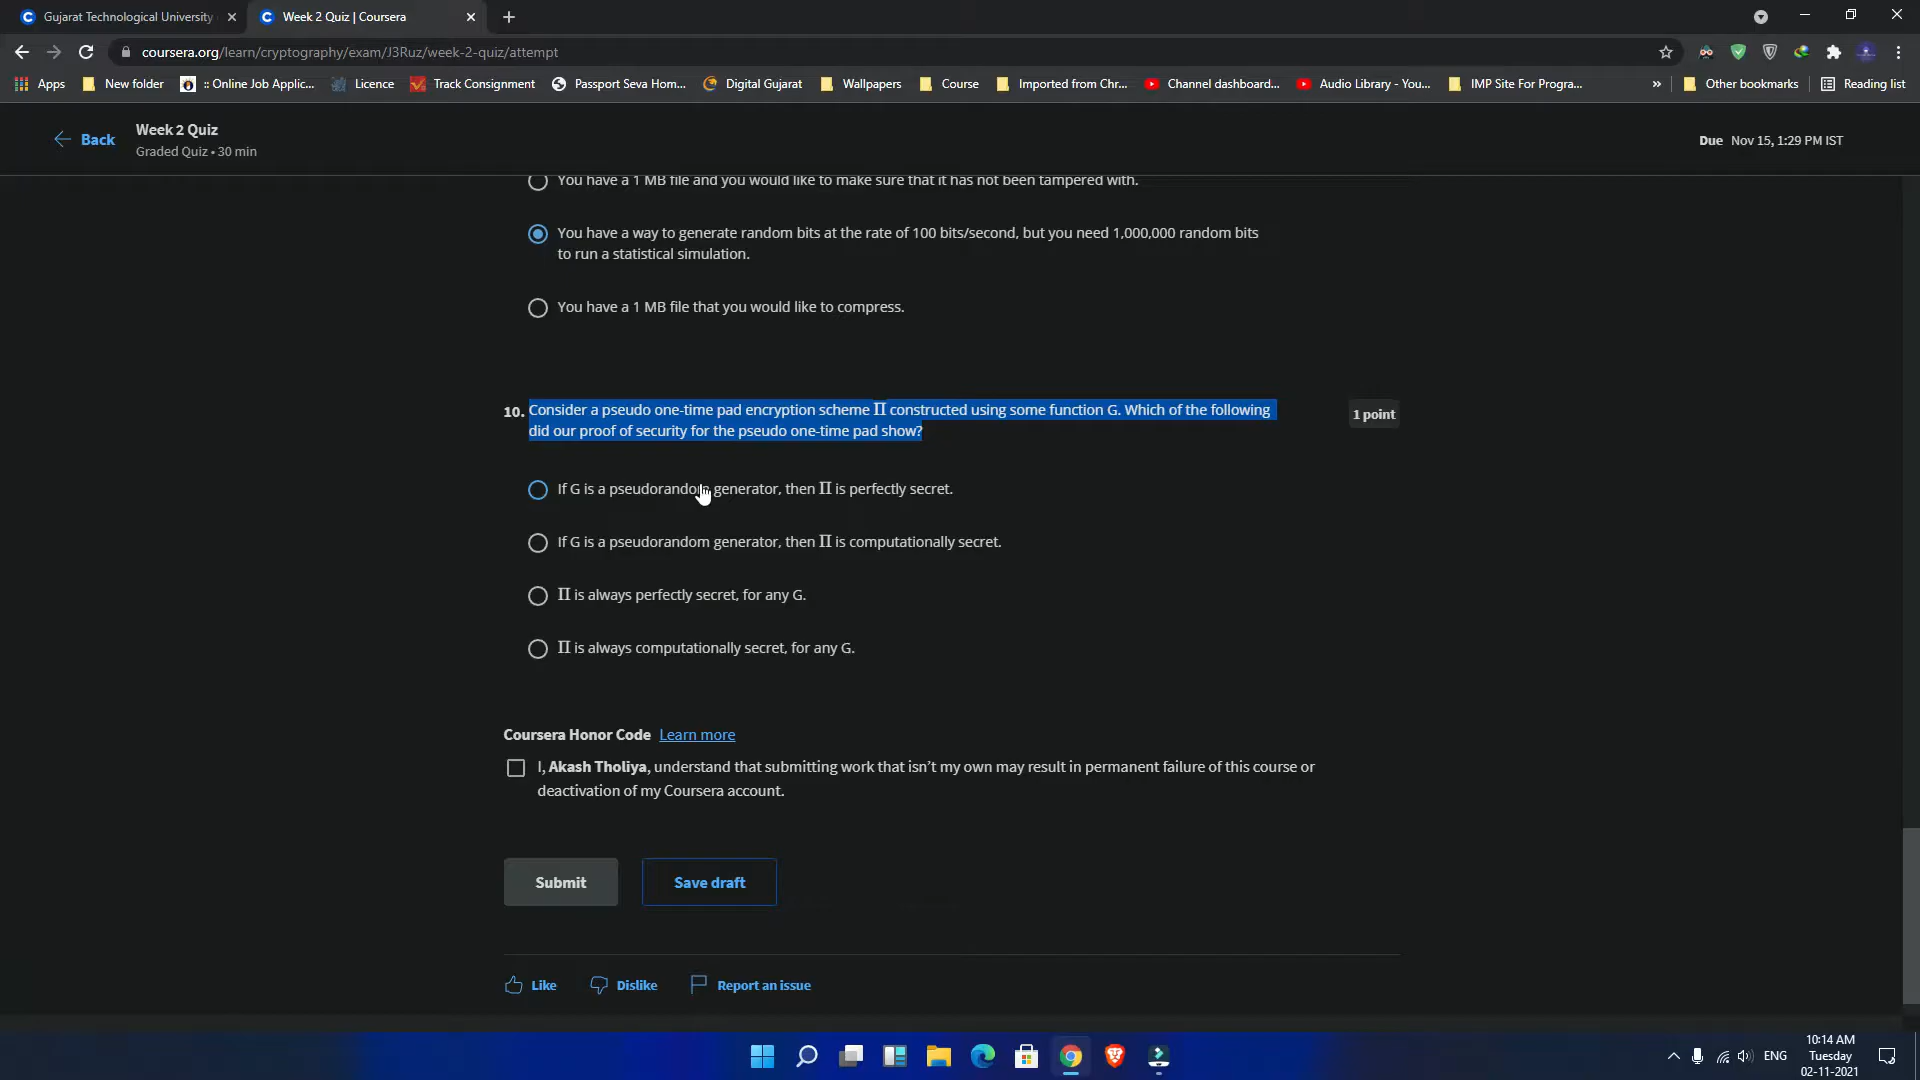 Gujarat Technological University
Week 2 Quiz | Coursera
coursera.org/learn/cryptography/exam/J3Ruz/week-2-quiz/attempt
Apps
New folder
:: Online Job Applic...
Licence
Track Consignment
Passport Seva Hom...
Digital Gujarat
Wallpapers
Course
Imported from Chr...
Channel dashboard...
Audio Library - You...
IMP Site For Progra...
»
Other bookmarks
Reading list
Back
Week 2 Quiz
Graded Quiz • 30 min
Due Nov 15, 1:29 PM IST
You have a 1 MB file and you would like to make sure that it has not been tampered with.
You have a way to generate random bits at the rate of 100 bits/second, but you need 1,000,000 random bits
to run a statistical simulation.
You have a 1 MB file that you would like to compress.
10. Consider a pseudo one-time pad encryption scheme Π constructed using some function G. Which of the following
did our proof of security for the pseudo one-time pad show?
1 point
If G is a pseudorandom generator, then Π is perfectly secret.
If G is a pseudorandom generator, then Π is computationally secret.
Π is always perfectly secret, for any G.
Π is always computationally secret, for any G.
Coursera Honor Code Learn more
I, Akash Tholiya, understand that submitting work that isn't my own may result in permanent failure of this course or
deactivation of my Coursera account.
Submit
Save draft
Like
Dislike
Report an issue
ENG
10:14 AM
Tuesday
02-11-2021